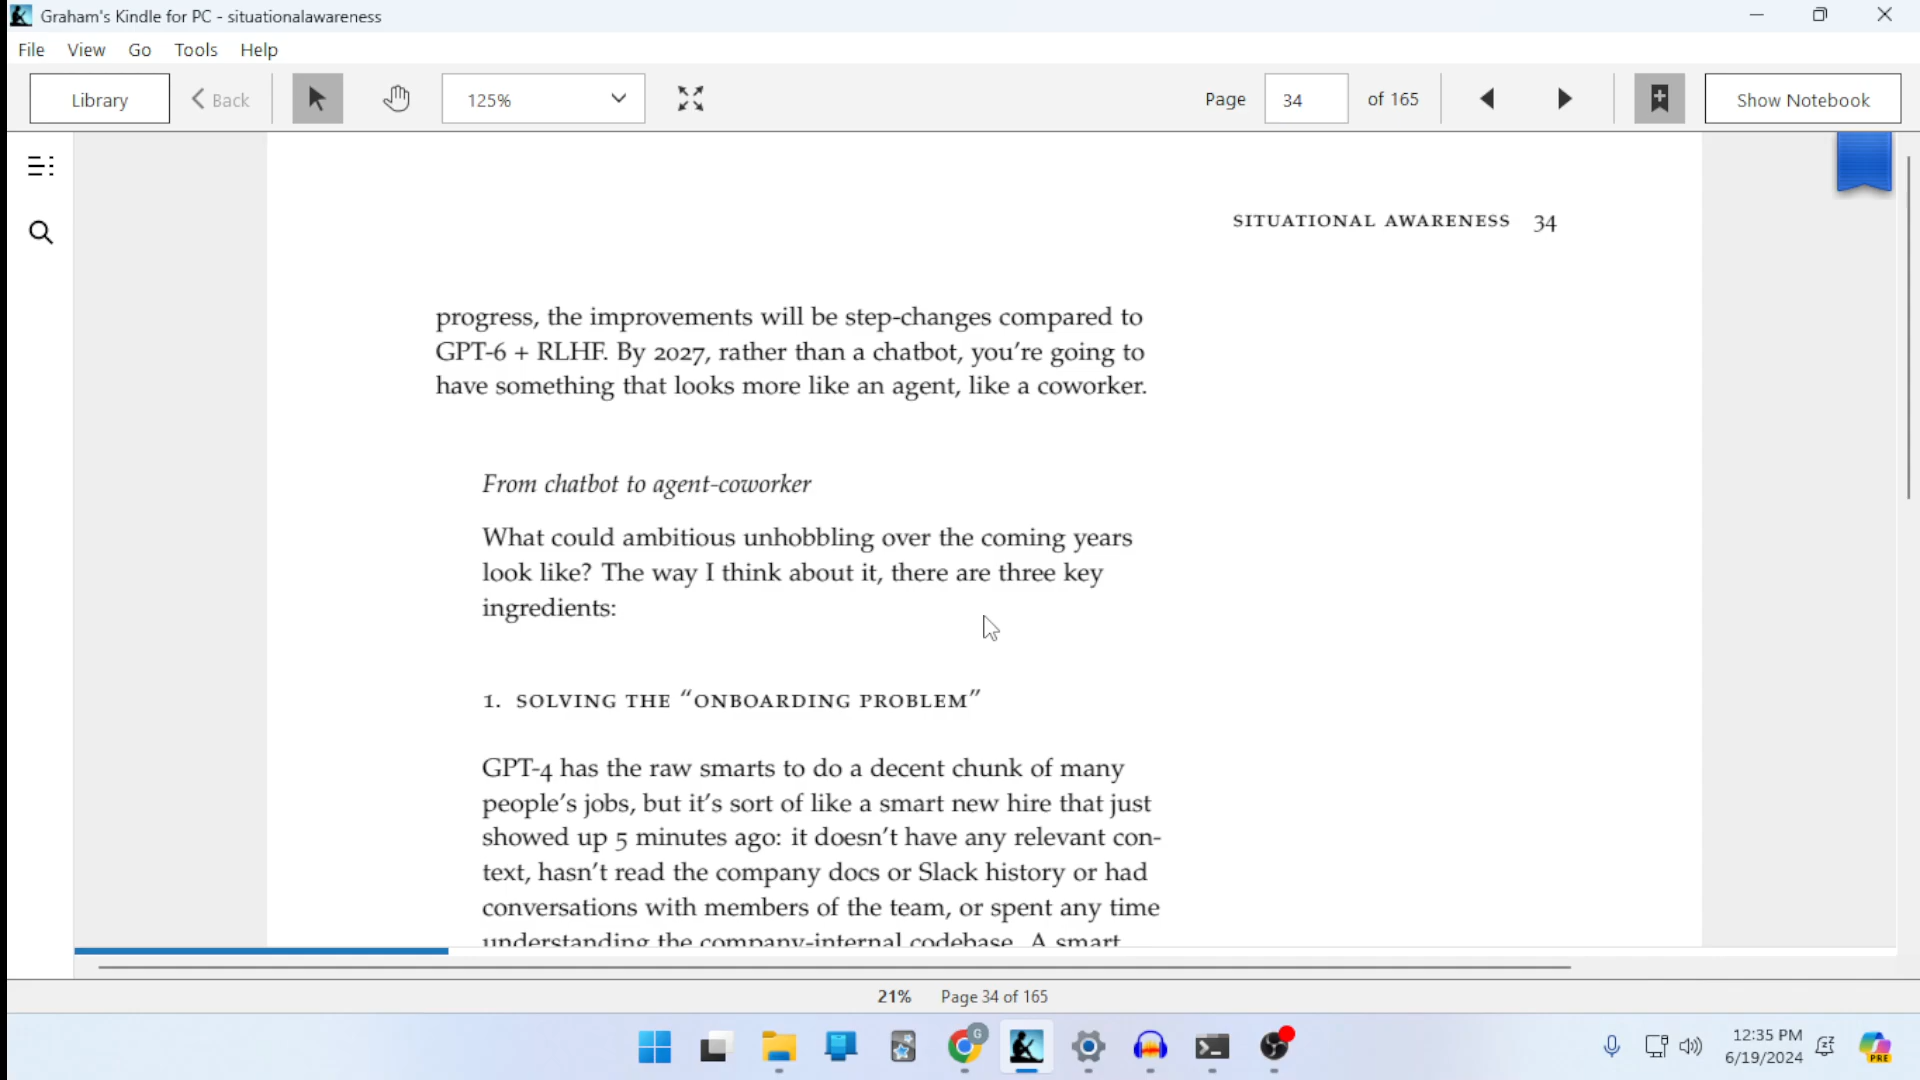 Graham's Kindle for PC - situationalawareness
File View Go Tools Help
Library Back 125% Page 34 of 165 Show Notebook
SITUATIONAL AWARENESS 34
progress, the improvements will be step-changes compared to
GPT-6 + RLHF. By 2027, rather than a chatbot, you're going to
have something that looks more like an agent, like a coworker.
From chatbot to agent-coworker
What could ambitious unhobbling over the coming years
look like? The way I think about it, there are three key
ingredients:
1. SOLVING THE “ONBOARDING PROBLEM”
GPT-4 has the raw smarts to do a decent chunk of many
people's jobs, but it's sort of like a smart new hire that just
showed up 5 minutes ago: it doesn't have any relevant con-
text, hasn't read the company docs or Slack history or had
conversations with members of the team, or spent any time
understanding the company-internal codebase. A smart
21% Page 34 of 165
G
12:35 PM
6/19/2024
PRE